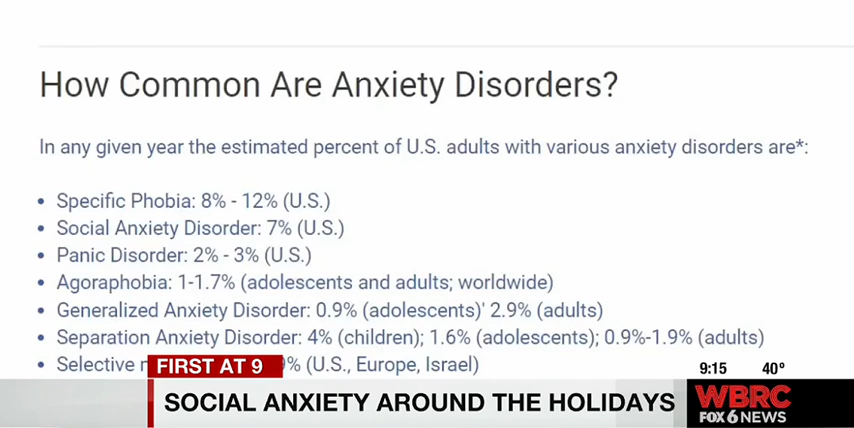 How Common Are Anxiety Disorders?
In any given year the estimated percent of U.S. adults with various anxiety disorders are*:
• Specific Phobia: 8% - 12% (U.S.)
• Social Anxiety Disorder: 7% (U.S.)
• Panic Disorder: 2% - 3% (U.S.)
• Agoraphobia: 1-1.7% (adolescents and adults; worldwide)
• Generalized Anxiety Disorder: 0.9% (adolescents)' 2.9% (adults)
• Separation Anxiety Disorder: 4% (children); 1.6% (adolescents); 0.9%-1.9% (adults)
• Selective % (U.S., Europe, Israel)
FIRST AT 9
9:15 40°
SOCIAL ANXIETY AROUND THE HOLIDAYS
WBRC
FOX 6 NEWS